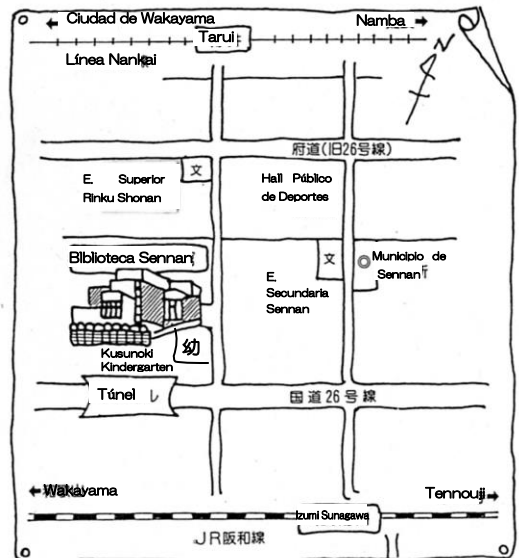 Ciudad de Wakayama
Namba
Tarui
Línea Nankai
N
府道(旧26号線)
文
E. Superior
Rinku Shonan
Hall Público
de Deportes
Biblioteca Sennan
文
Municipio de
Sennan
E.
Secundaria
Sennan
幼
Kusunoki
Kindergarten
Túnel
国道26号線
Wakayama
Tennouji
Izumi Sunagawa
JR阪和線